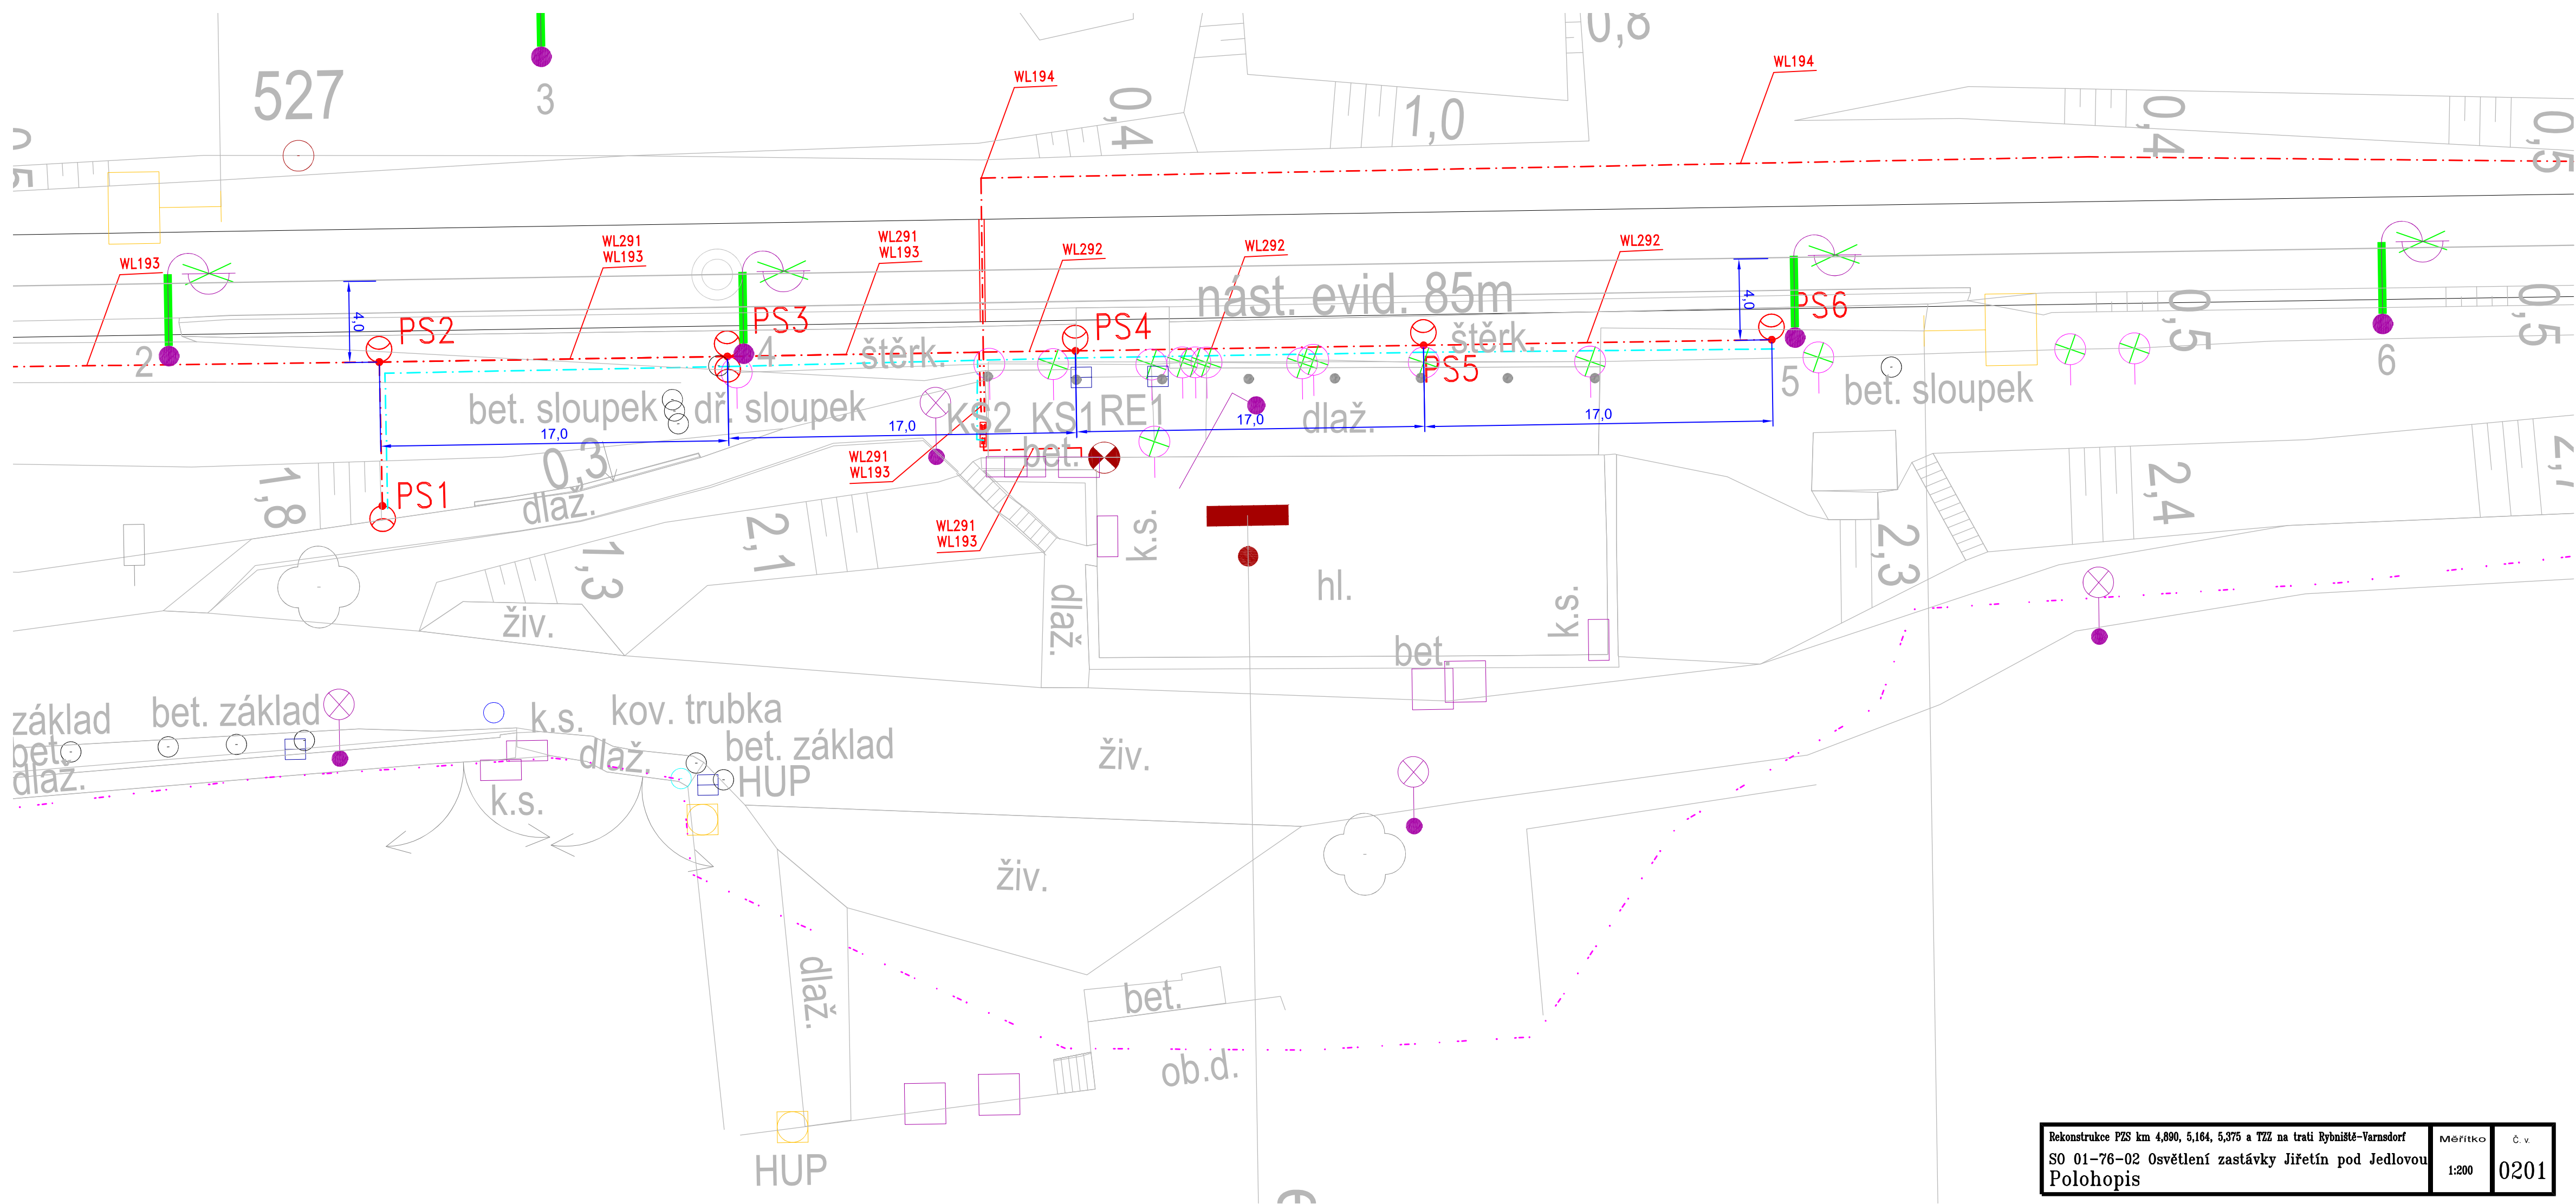 0,8
527
3
WL194
WL194
0,4
1,0
0,4
0,5
0,5
WL193
WL291
WL193
WL291
WL193
WL292
WL292
WL292
nást. evid. 85m
4,0
4,0
PS2
PS3
PS4
PS5
PS6
2
4
5
6
štěrk.
štěrk.
0,5
0,5
bet. sloupek
dř. sloupek
KS2
KS1
RE1
dlaž.
bet. sloupek
17,0
17,0
17,0
17,0
bet.
PS1
1,8
0,3
dlaž.
WL291
WL193
WL291
WL193
2,1
1,3
k.s.
2,3
2,4
2,7
hl.
k.s.
dlaž.
živ.
bet.
základ
bet. základ
k.s.
kov. trubka
bet.
dlaž.
dlaž.
bet. základ
HUP
k.s.
živ.
živ.
dlaž.
bet.
ob.d.
HUP
Rekonstrukce PZS km 4,890, 5,164, 5,375 a TZZ na trati Rybniště-Varnsdorf
SO 01-76-02 Osvětlení zastávky Jiřetín pod Jedlovou
Polohopis
Měřítko
1:200
Č. v.
0201